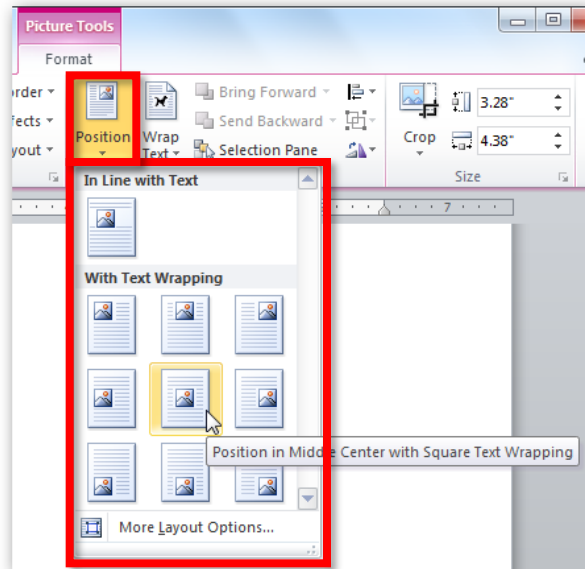 Picture Tools
Format
order
Bring Forward
3.28"
fects
Send Backward
Position
Wrap
Text
Crop
4.38"
yout
Selection Pane
Size
In Line with Text
7
With Text Wrapping
Position in Middle Center with Square Text Wrapping
More Layout Options...